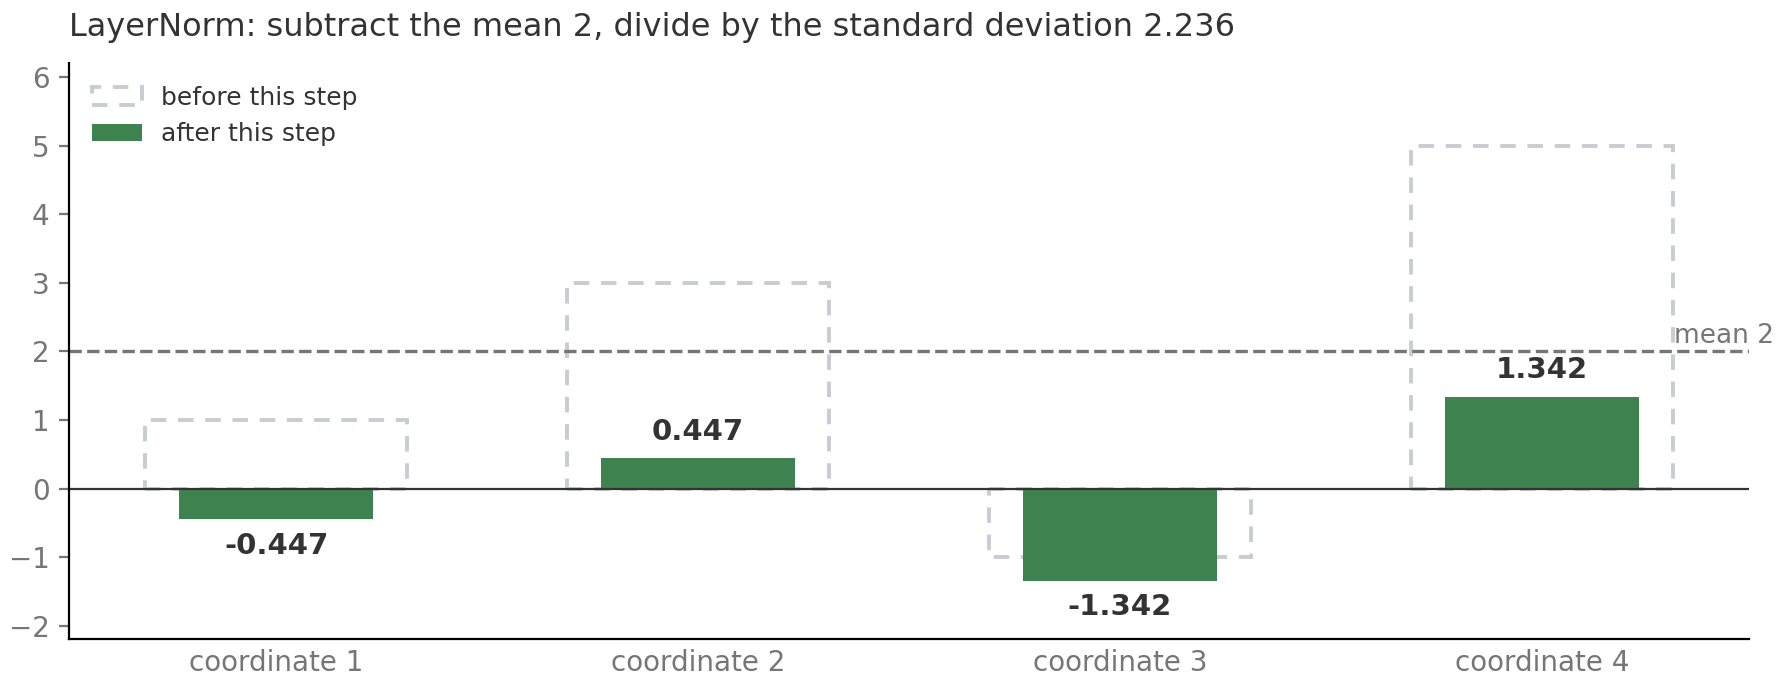 LayerNorm: subtract the mean 2, divide by the standard deviation 2.236
before this step
after this step
6
5
4
3
2
1
0
−1
−2
mean 2
-0.447
0.447
-1.342
1.342
coordinate 1
coordinate 2
coordinate 3
coordinate 4